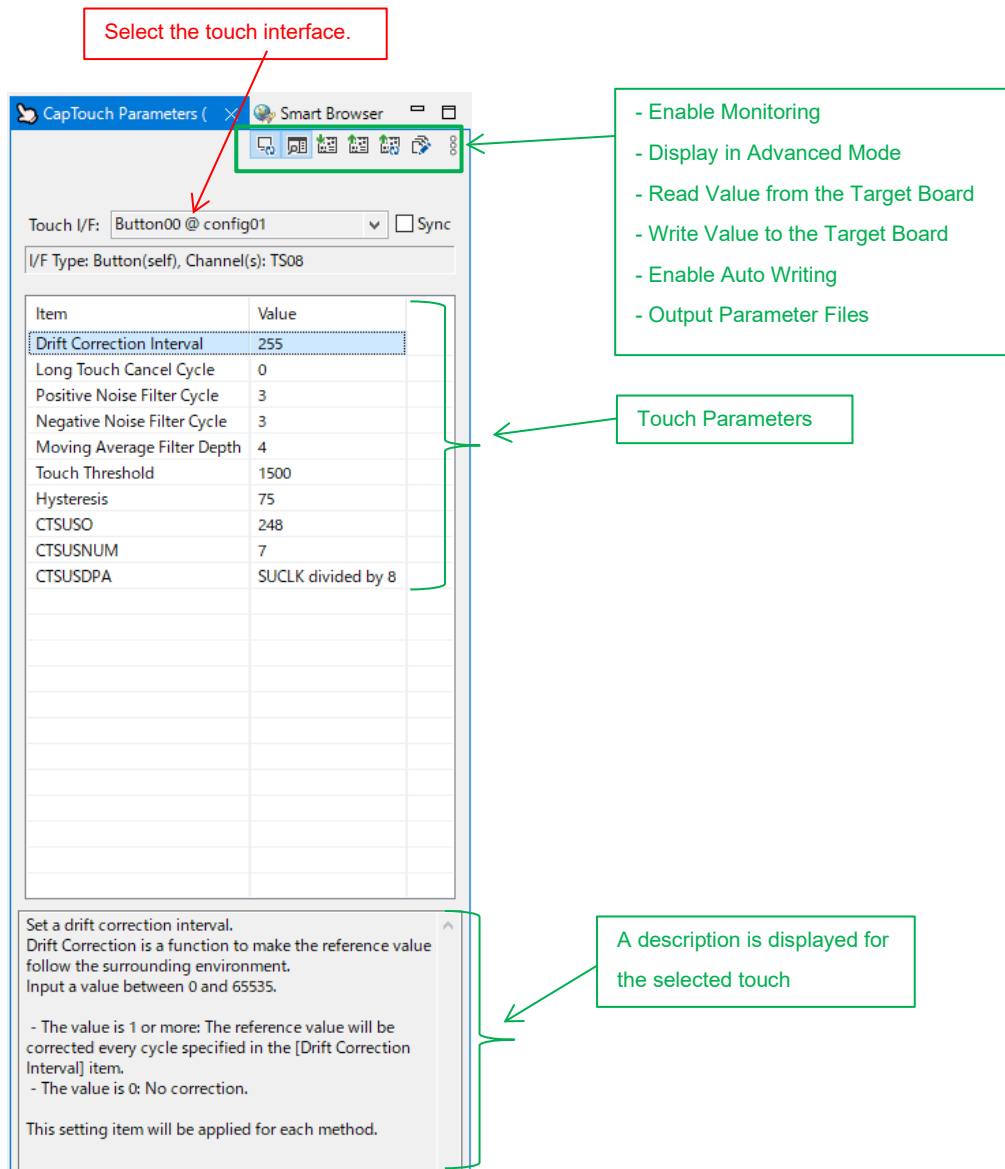 Select the touch interface.
CapTouch Parameters (
Smart Browser
- Enable Monitoring
- Display in Advanced Mode
- Read Value from the Target Board
- Write Value to the Target Board
- Enable Auto Writing
- Output Parameter Files
Touch I/F: Button00 @ config01 Sync
I/F Type: Button(self), Channel(s): TS08
Item Value
Drift Correction Interval 255
Long Touch Cancel Cycle 0
Positive Noise Filter Cycle 3
Negative Noise Filter Cycle 3
Moving Average Filter Depth 4
Touch Threshold 1500
Hysteresis 75
CTSUSO 248
CTSUSNUM 7
CTSUSDPA SUCLK divided by 8
Touch Parameters
Set a drift correction interval.
Drift Correction is a function to make the reference value
follow the surrounding environment.
Input a value between 0 and 65535.
- The value is 1 or more: The reference value will be
corrected every cycle specified in the [Drift Correction
Interval] item.
- The value is 0: No correction.
This setting item will be applied for each method.
A description is displayed for
the selected touch